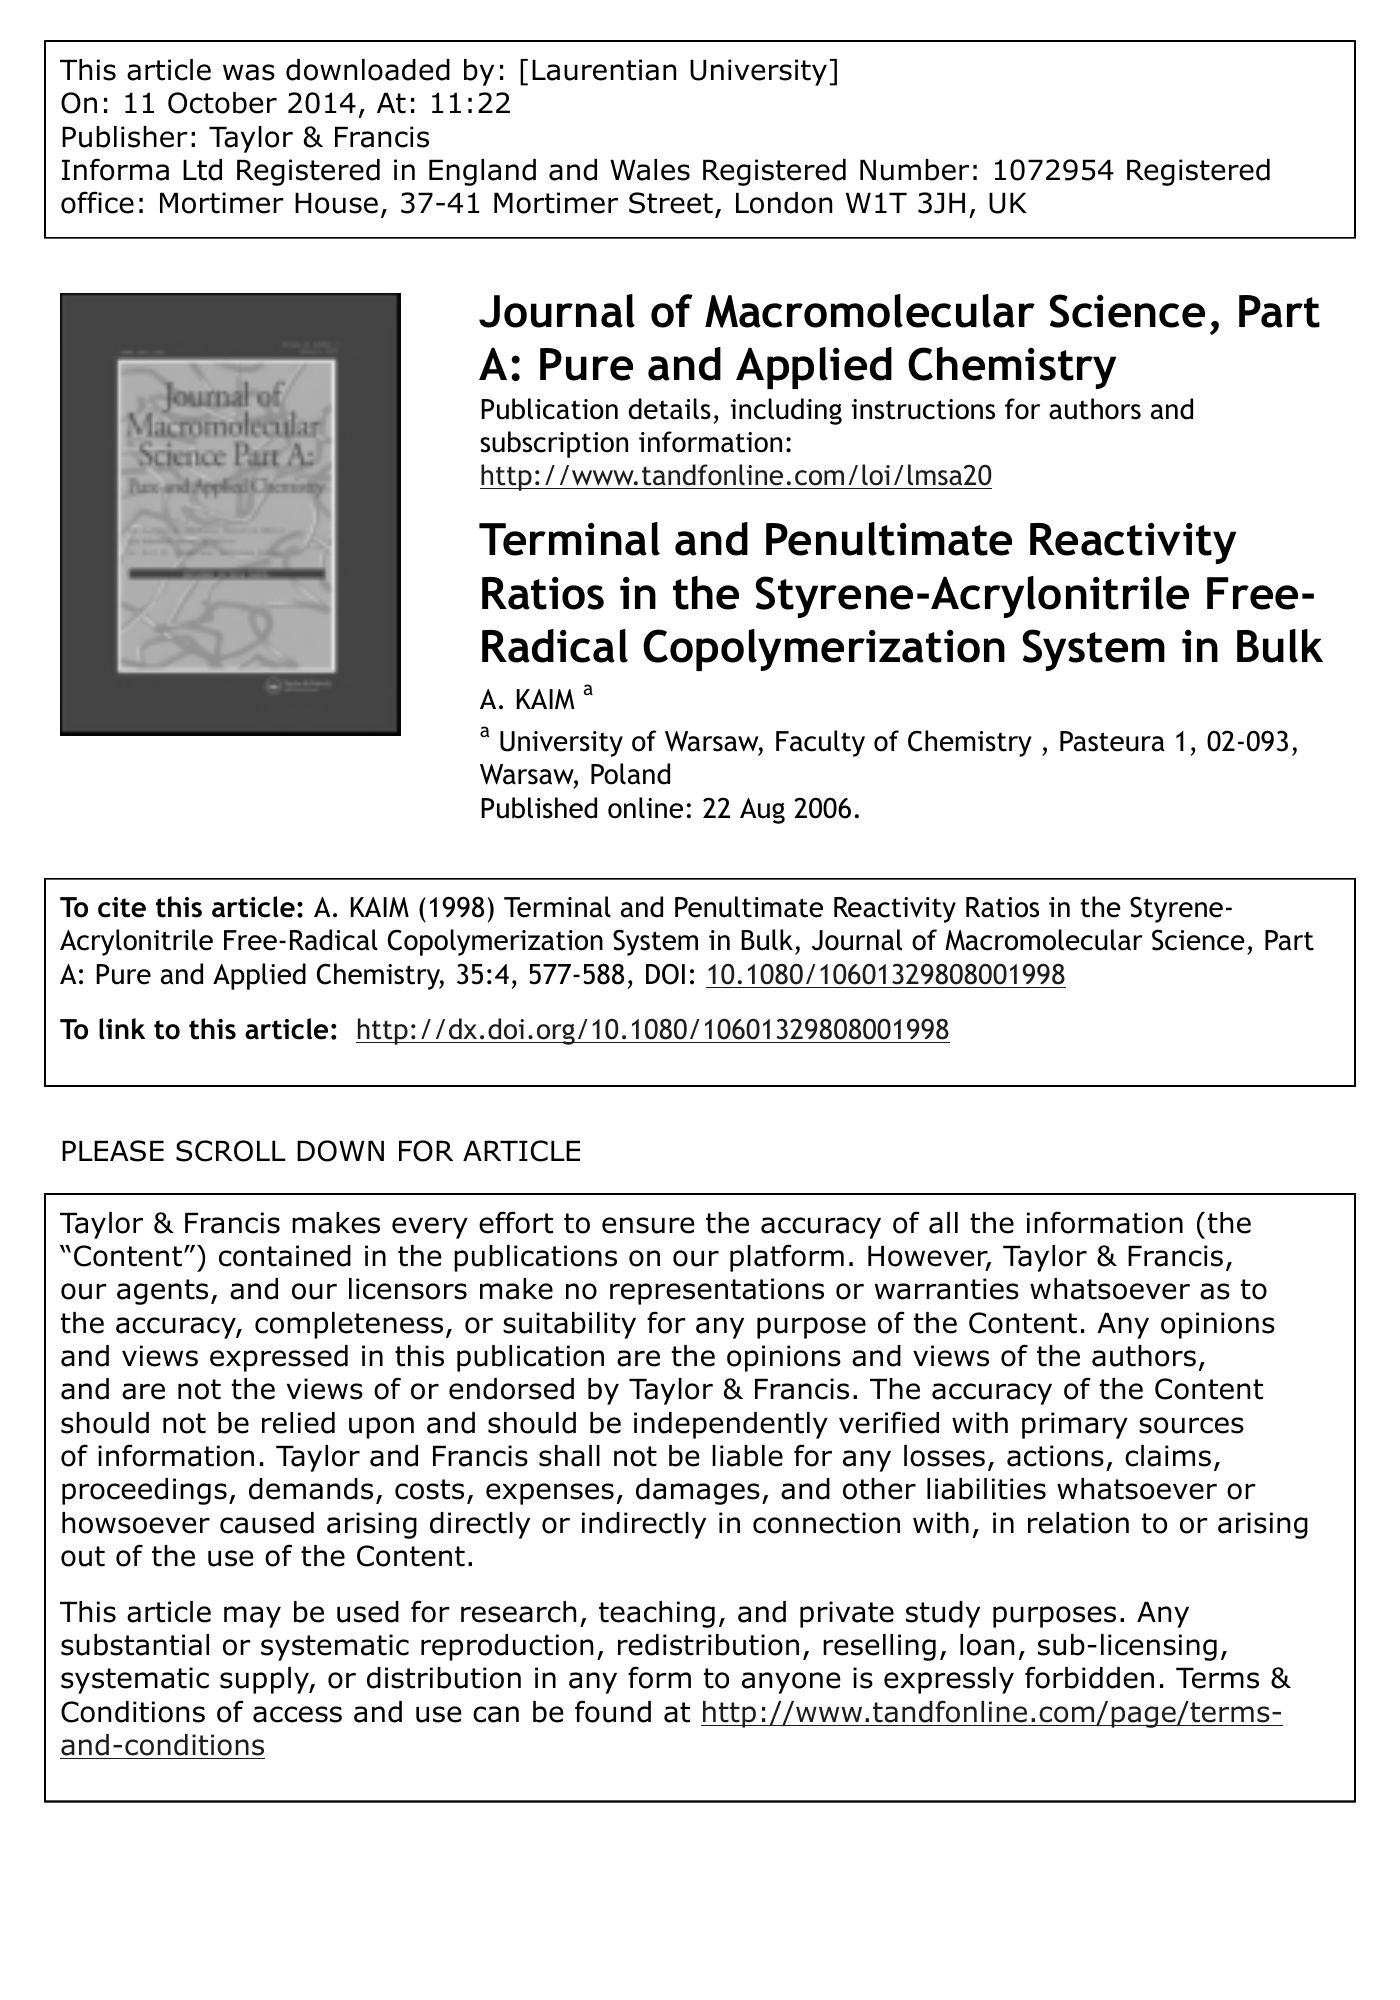 This article was downloaded by: [Laurentian University]
On: 11 October 2014, At: 11:22
Publisher: Taylor & Francis
Informa Ltd Registered in England and Wales Registered Number: 1072954 Registered
office: Mortimer House, 37-41 Mortimer Street, London W1T 3JH, UK
Journal of
Macromolecular
Science Part A:
Pure and Applied Chemistry
Journal of Macromolecular Science, Part
A: Pure and Applied Chemistry
Publication details, including instructions for authors and
subscription information:
http://www.tandfonline.com/loi/lmsa20
Terminal and Penultimate Reactivity
Ratios in the Styrene-Acrylonitrile Free-
Radical Copolymerization System in Bulk
A. KAIM a
a University of Warsaw, Faculty of Chemistry , Pasteura 1, 02-093,
Warsaw, Poland
Published online: 22 Aug 2006.
To cite this article: A. KAIM (1998) Terminal and Penultimate Reactivity Ratios in the Styrene-
Acrylonitrile Free-Radical Copolymerization System in Bulk, Journal of Macromolecular Science, Part
A: Pure and Applied Chemistry, 35:4, 577-588, DOI: 10.1080/10601329808001998
To link to this article: http://dx.doi.org/10.1080/10601329808001998
PLEASE SCROLL DOWN FOR ARTICLE
Taylor & Francis makes every effort to ensure the accuracy of all the information (the
“Content”) contained in the publications on our platform. However, Taylor & Francis,
our agents, and our licensors make no representations or warranties whatsoever as to
the accuracy, completeness, or suitability for any purpose of the Content. Any opinions
and views expressed in this publication are the opinions and views of the authors,
and are not the views of or endorsed by Taylor & Francis. The accuracy of the Content
should not be relied upon and should be independently verified with primary sources
of information. Taylor and Francis shall not be liable for any losses, actions, claims,
proceedings, demands, costs, expenses, damages, and other liabilities whatsoever or
howsoever caused arising directly or indirectly in connection with, in relation to or arising
out of the use of the Content.
This article may be used for research, teaching, and private study purposes. Any
substantial or systematic reproduction, redistribution, reselling, loan, sub-licensing,
systematic supply, or distribution in any form to anyone is expressly forbidden. Terms &
Conditions of access and use can be found at http://www.tandfonline.com/page/terms-
and-conditions